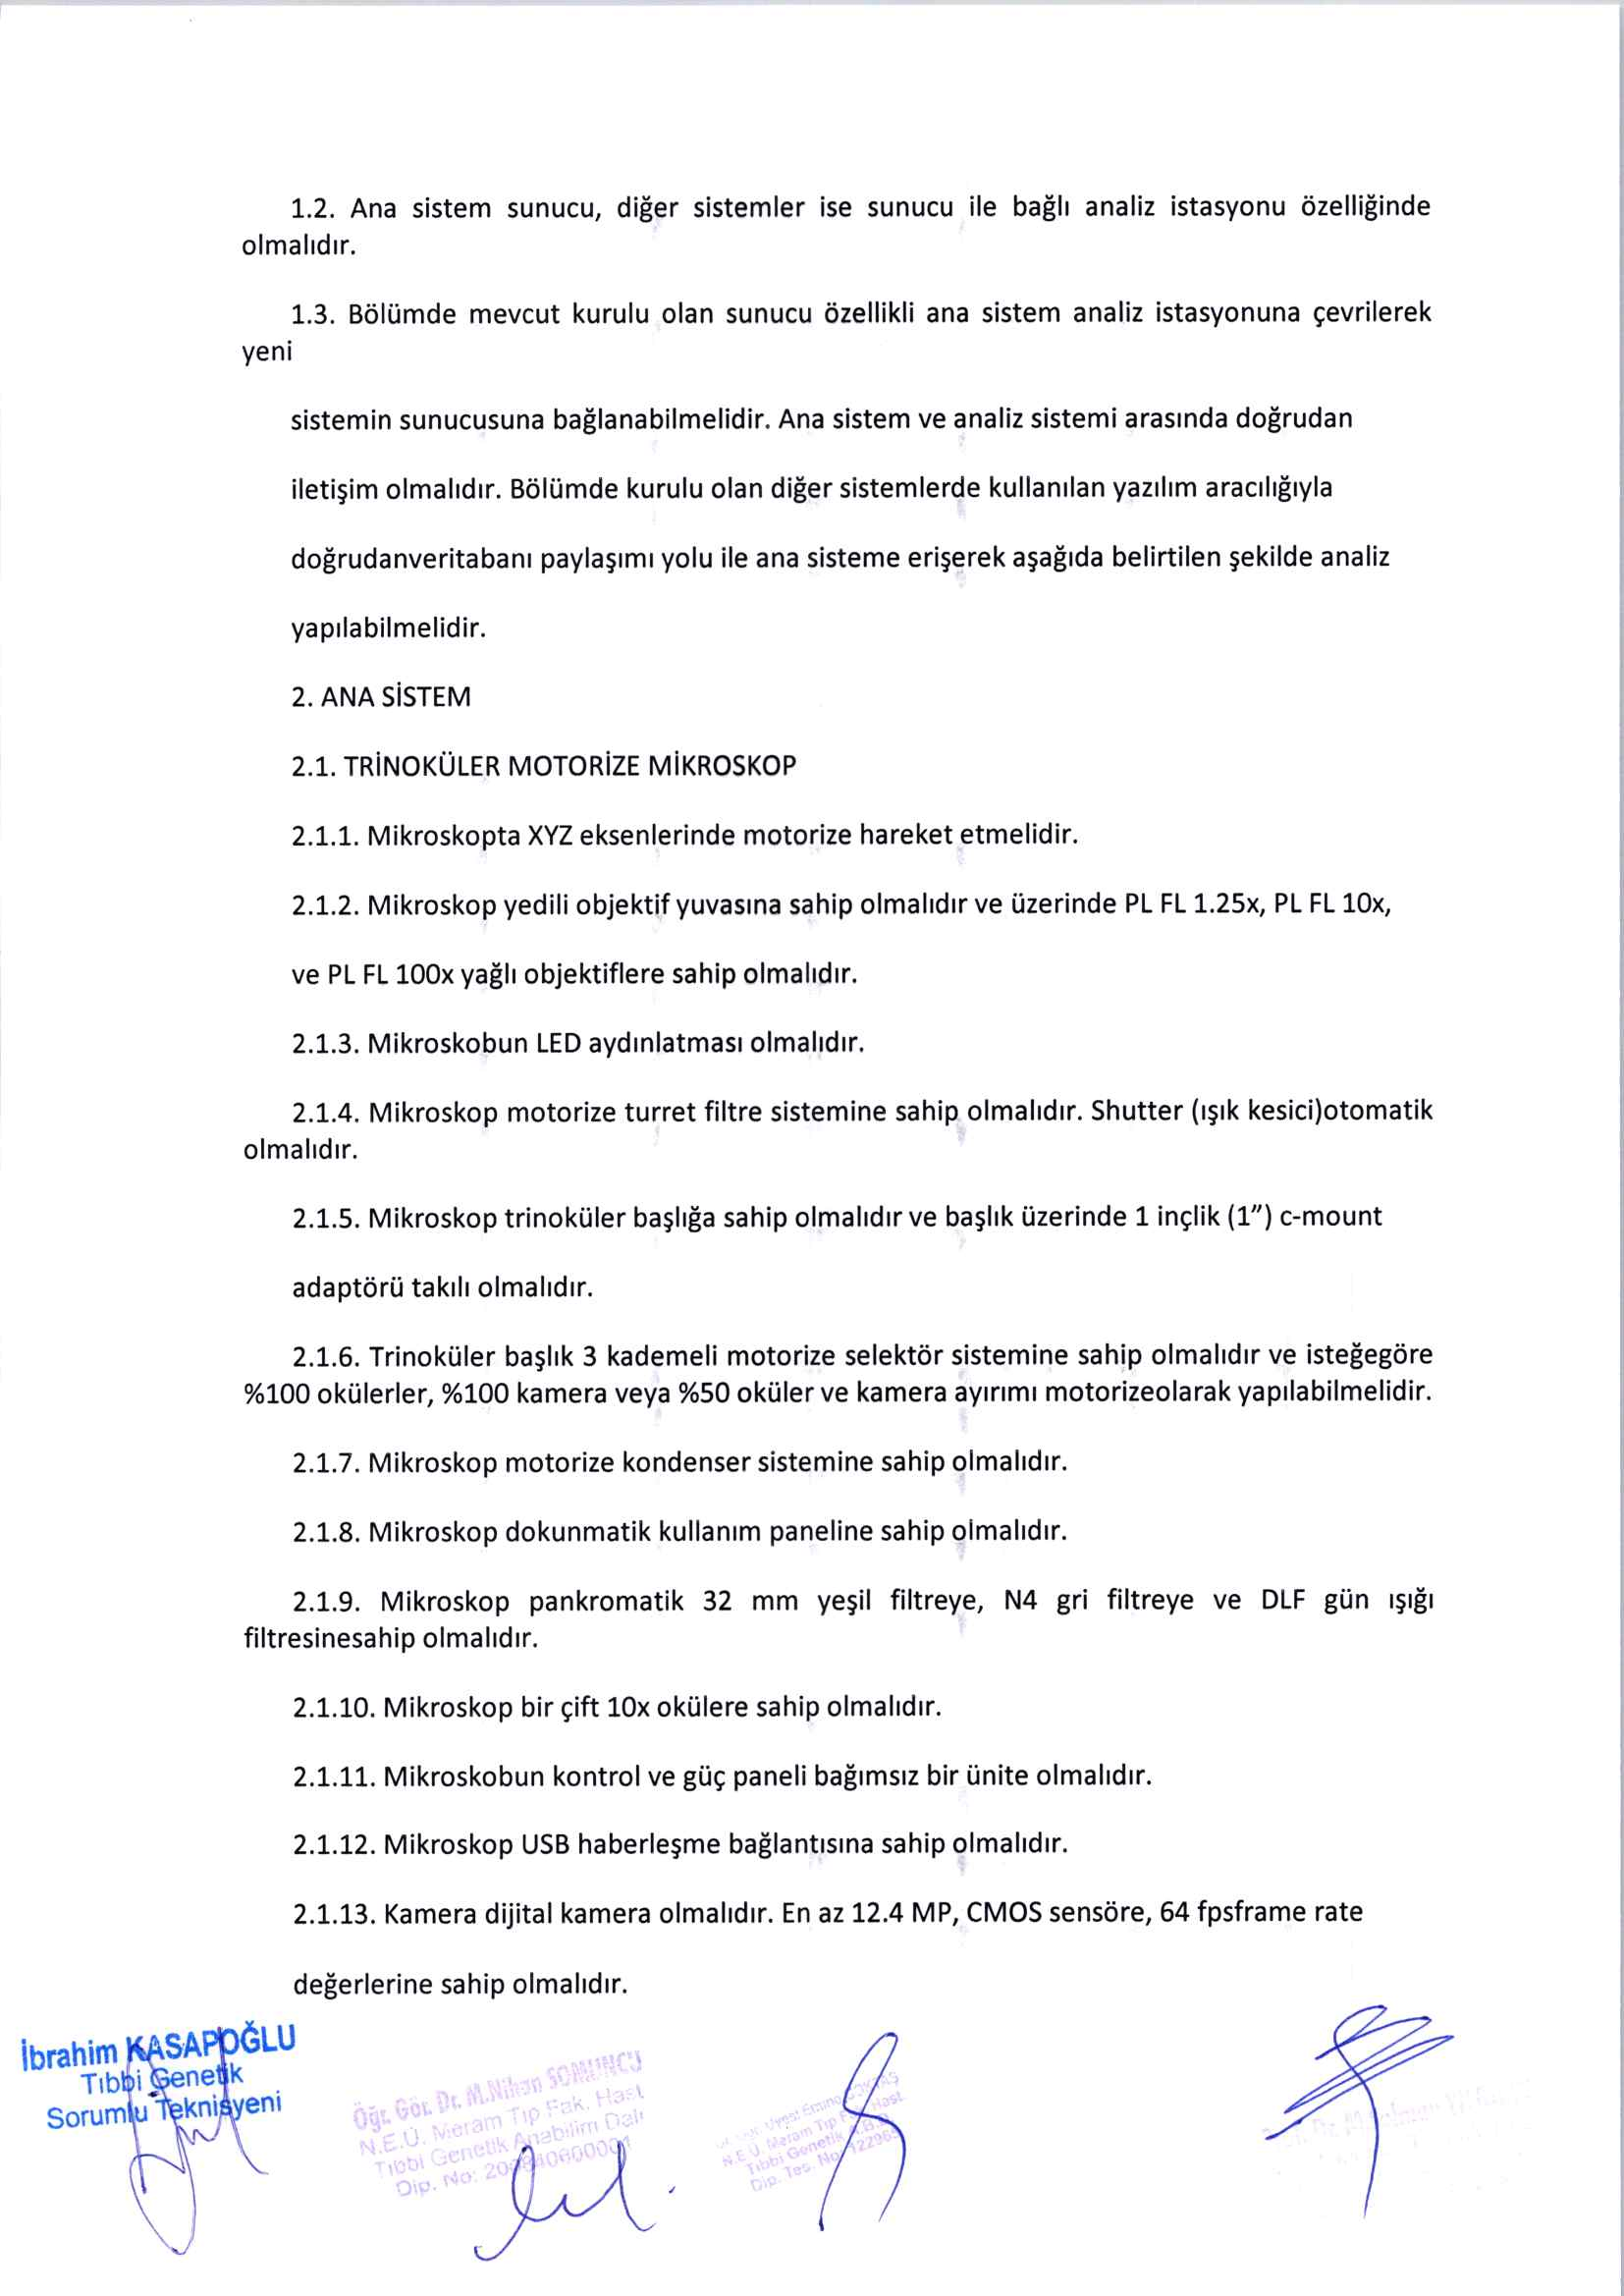 1.2. Ana sistem sunucu, diğer sistemler ise sunucu ile bağlı analiz istasyonu özelliğinde
olmalıdır.
1.3. Bölümde mevcut kurulu olan sunucu özellikli ana sistem analiz istasyonuna çevrilerek
yeni
sistemin sunucusuna bağlanabilmelidir. Ana sistem ve analiz sistemi arasında doğrudan
iletişim olmalıdır. Bölümde kurulu olan diğer sistemlerde kullanılan yazılım aracılığıyla
doğrudanveritabanı paylaşımı yolu ile ana sisteme erişerek aşağıda belirtilen şekilde analiz
yapılabilmelidir.
2. ANA SİSTEM
2.1. TRİNOKÜLER MOTORİZE MİKROSKOP
2.1.1. Mikroskopta XYZ eksenlerinde motorize hareket etmelidir.
2.1.2. Mikroskop yedili objektif yuvasına sahip olmalıdır ve üzerinde PL FL 1.25x, PL FL 10x,
ve PL FL 100x yağlı objektiflere sahip olmalıdır.
2.1.3. Mikroskobun LED aydınlatması olmalıdır.
2.1.4. Mikroskop motorize turret filtre sistemine sahip olmalıdır. Shutter (ışık kesici)otomatik
olmalıdır.
2.1.5. Mikroskop trinoküler başlığa sahip olmalıdır ve başlık üzerinde 1 inçlik (1”) c-mount
adaptörü takılı olmalıdır.
2.1.6. Trinoküler başlık 3 kademeli motorize selektör sistemine sahip olmalıdır ve isteğegöre
%100 okülerler, %100 kamera veya %50 oküler ve kamera ayırımı motorizeolarak yapılabilmelidir.
2.1.7. Mikroskop motorize kondenser sistemine sahip olmalıdır.
2.1.8. Mikroskop dokunmatik kullanım paneline sahip olmalıdır.
2.1.9. Mikroskop pankromatik 32 mm yeşil filtreye, N4 gri filtreye ve DLF gün ışığı
filtresinesahip olmalıdır.
2.1.10. Mikroskop bir çift 10x okülere sahip olmalıdır.
2.1.11. Mikroskobun kontrol ve güç paneli bağımsız bir ünite olmalıdır.
2.1.12. Mikroskop USB haberleşme bağlantısına sahip olmalıdır.
2.1.13. Kamera dijital kamera olmalıdır. En az 12.4 MP, CMOS sensöre, 64 fpsframe rate
değerlerine sahip olmalıdır.
İbrahim KASAPOĞLU
Tıbbi Genetik
Sorumlu Teknisyeni
Öğr. Gör. Dr. M.Nihan SOMUNCU
N.E.Ü. Meram Tıp Fak. Hast
Tıbbi Genetik Anabilim Dalı
Dip. No:
N.E.Ü. Meram Tıp Fak. Hast.
Tıbbi Genetik A.B.D.
Dip. Tes. No: